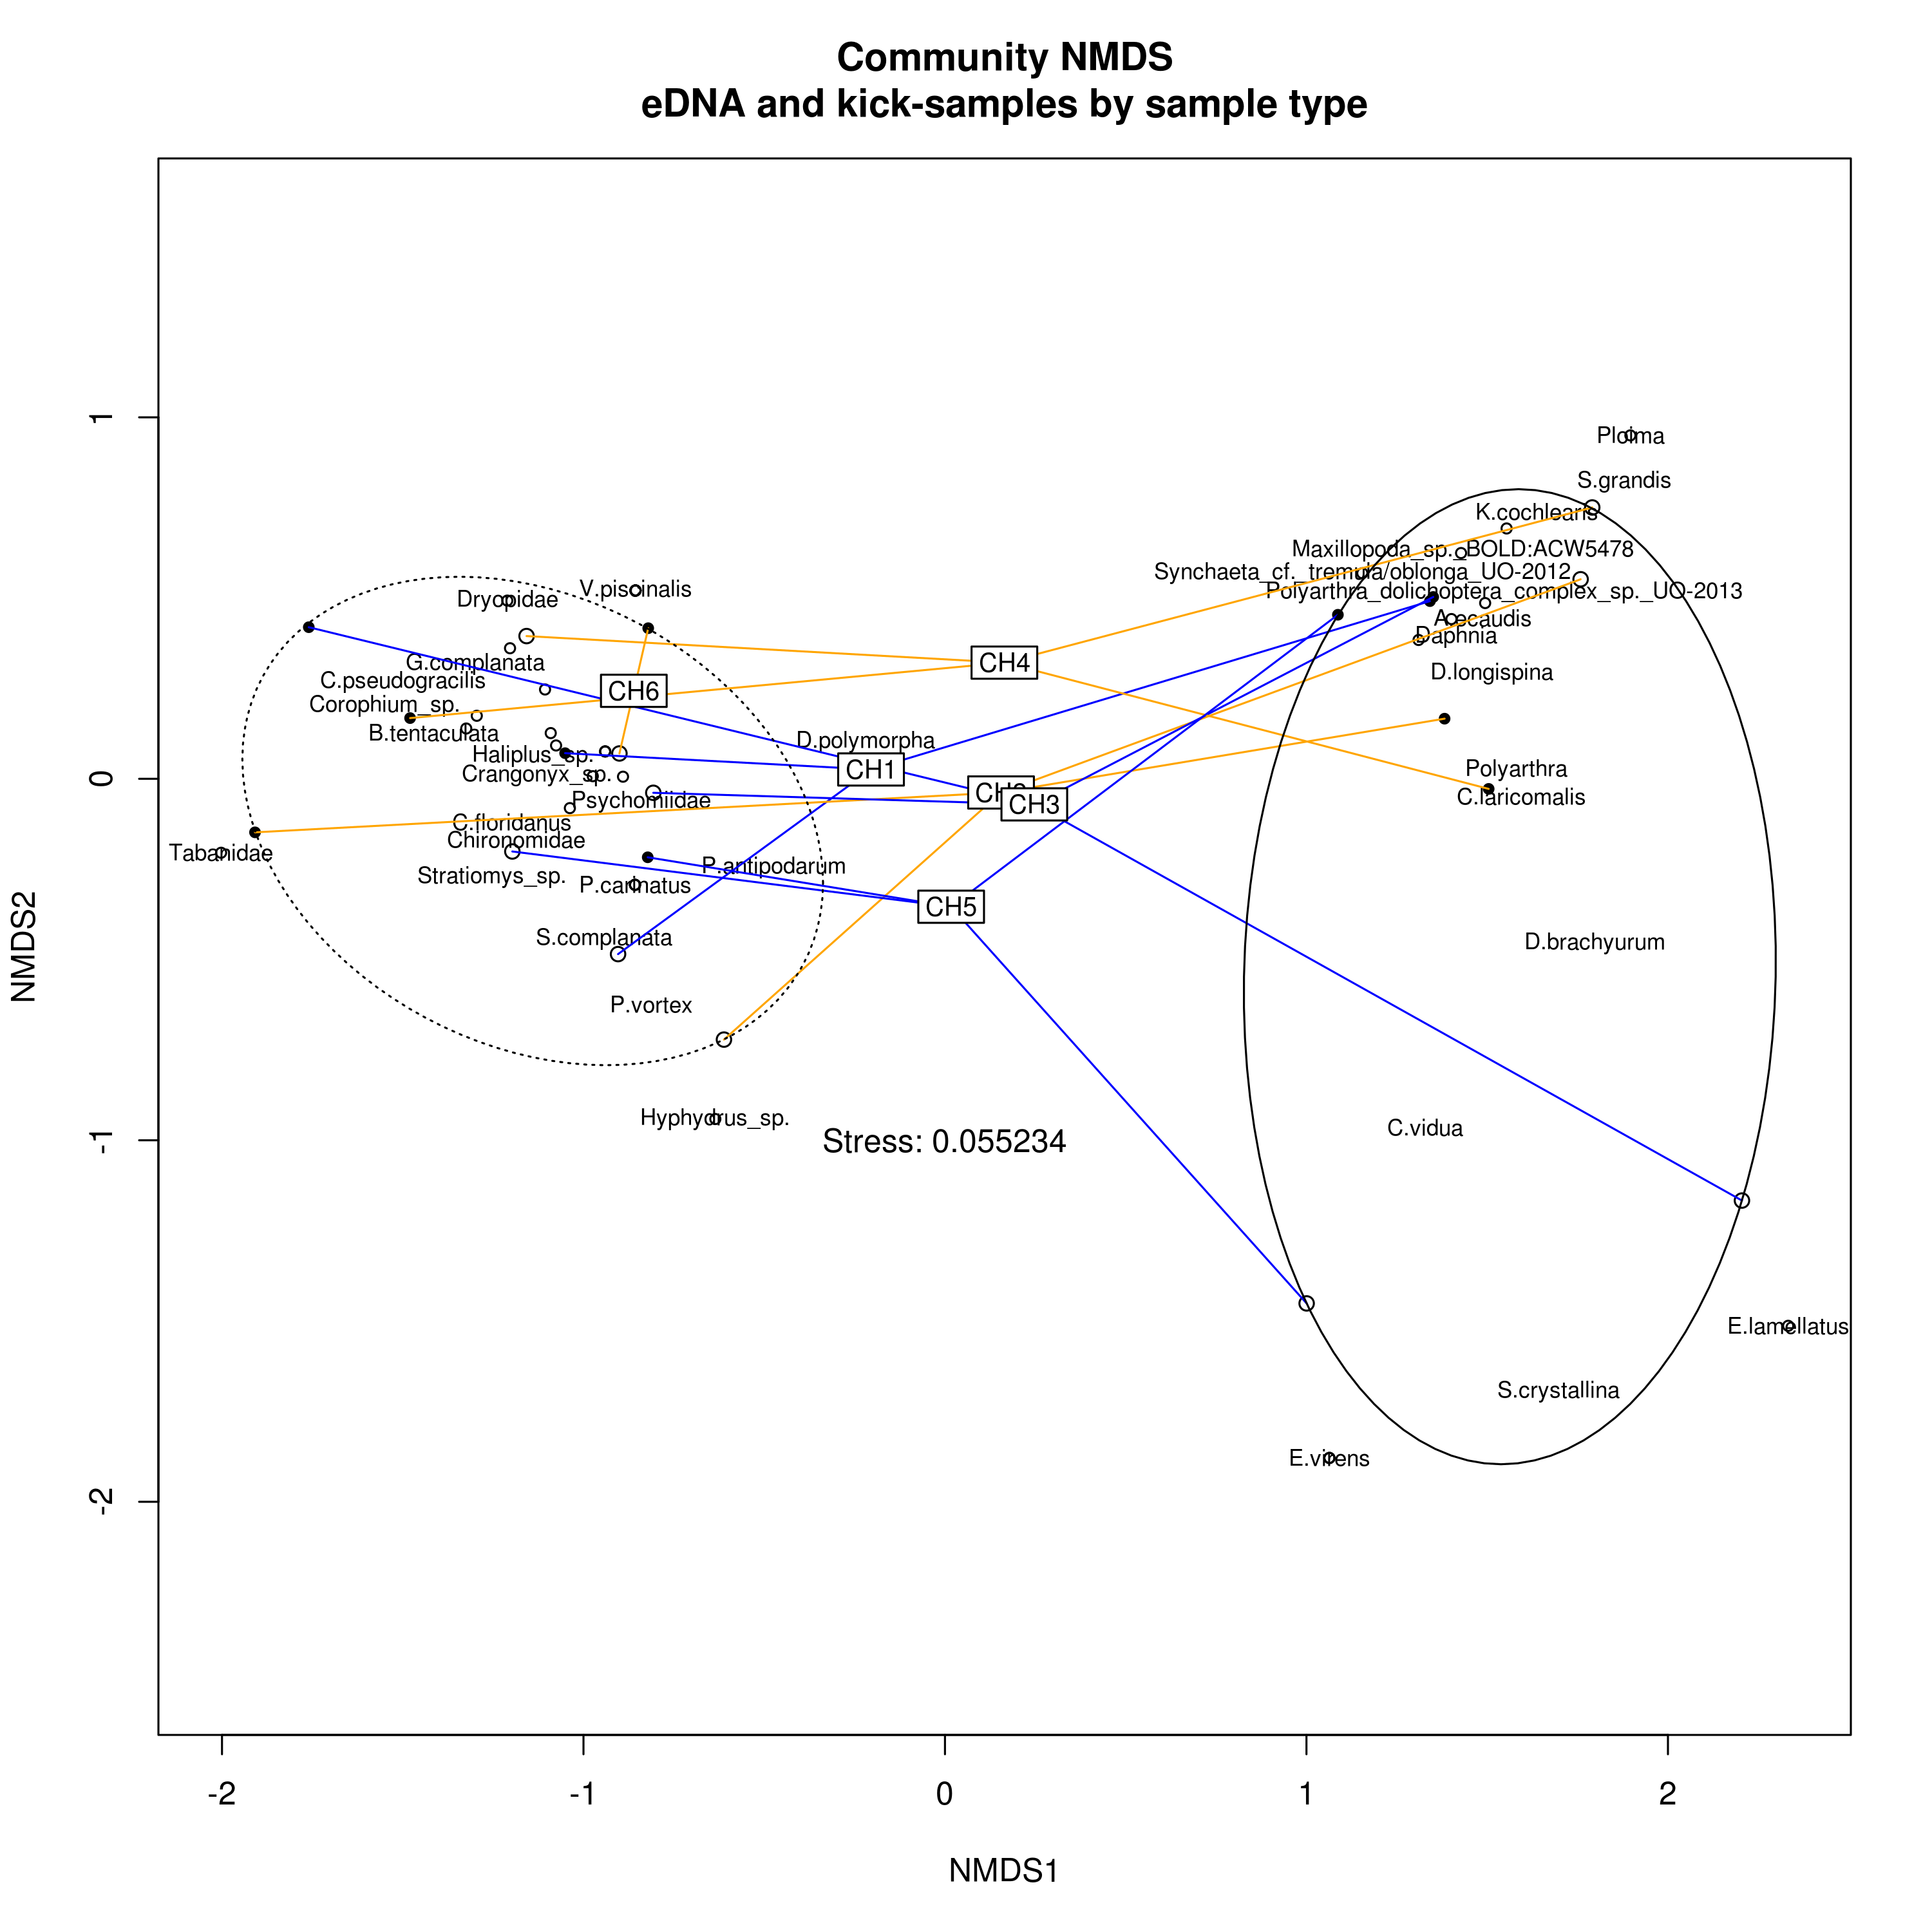 Community NMDS
eDNA and kick-samples by sample type
1
0
-1
-2
NMDS2
Ploima
S.grandis
K.cochlearis
Maxillopoda_sp._BOLD:ACW5478
Synchaeta_cf._tremula/oblonga_UO-2012
Polyarthra_dolichoptera_complex_sp._UO-2013
V.piscinalis
Dryopidae
A.ecaudis
Daphnia
G.complanata
CH4
D.longispina
C.pseudogracilis
CH6
Corophium_sp.
B.tentaculata
D.polymorpha
Haliplus_sp.
CH1
Polyarthra
Crangonyx_sp.
C.laricomalis
Psychomiidae
CH3
C.floridanus
Chironomidae
Tabanidae
P.antipodarum
Stratiomys_sp.
P.carinatus
CH5
S.complanata
D.brachyurum
P.vortex
Hyphydrus_sp.
C.vidua
Stress: 0.055234
E.lamellatus
S.crystallina
E.virens
-2
-1
0
1
2
NMDS1